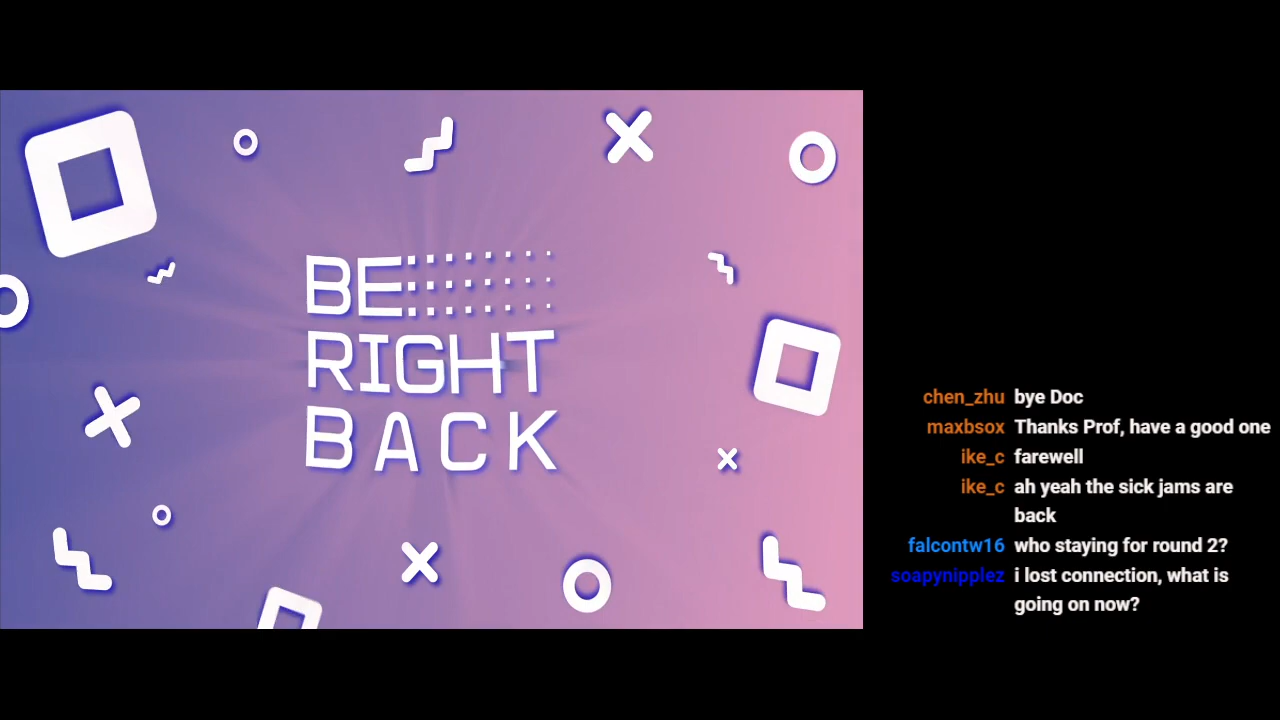 BE
RIGHT
BACK
chen_zhu bye Doc
maxbsox Thanks Prof, have a good one
ike_c farewell
ike_c ah yeah the sick jams are
back
falcontw16 who staying for round 2?
soapynipplez i lost connection, what is
going on now?